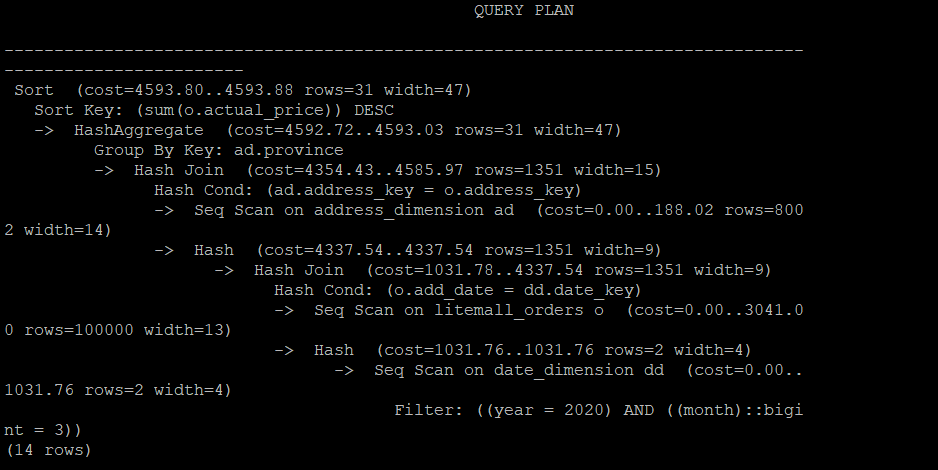 QUERY PLAN
--------------------------------------------------------------------------------
------------------------
Sort  (cost=4593.80..4593.88 rows=31 width=47)
Sort Key: (sum(o.actual_price)) DESC
->  HashAggregate  (cost=4592.72..4593.03 rows=31 width=47)
Group By Key: ad.province
->  Hash Join  (cost=4354.43..4585.97 rows=1351 width=15)
Hash Cond: (ad.address_key = o.address_key)
->  Seq Scan on address_dimension ad  (cost=0.00..188.02 rows=800
2 width=14)
->  Hash  (cost=4337.54..4337.54 rows=1351 width=9)
->  Hash Join  (cost=1031.78..4337.54 rows=1351 width=9)
Hash Cond: (o.add_date = dd.date_key)
->  Seq Scan on litemall_orders o  (cost=0.00..3041.0
0 rows=100000 width=13)
->  Hash  (cost=1031.76..1031.76 rows=2 width=4)
->  Seq Scan on date_dimension dd  (cost=0.00..
1031.76 rows=2 width=4)
Filter: ((year = 2020) AND ((month)::bigi
nt = 3))
(14 rows)